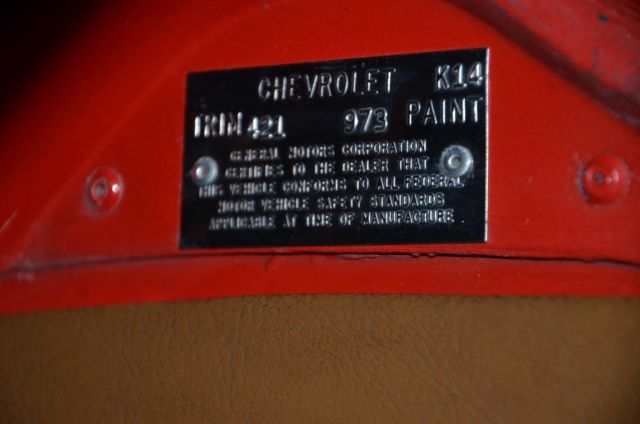 CHEVROLET K14
TRIM 421 973 PAINT
GENERAL MOTORS CORPORATION
CERTIFIES TO THE DEALER THAT
THIS VEHICLE CONFORMS TO ALL FEDERAL
MOTOR VEHICLE SAFETY STANDARDS
APPLICABLE AT TIME OF MANUFACTURE